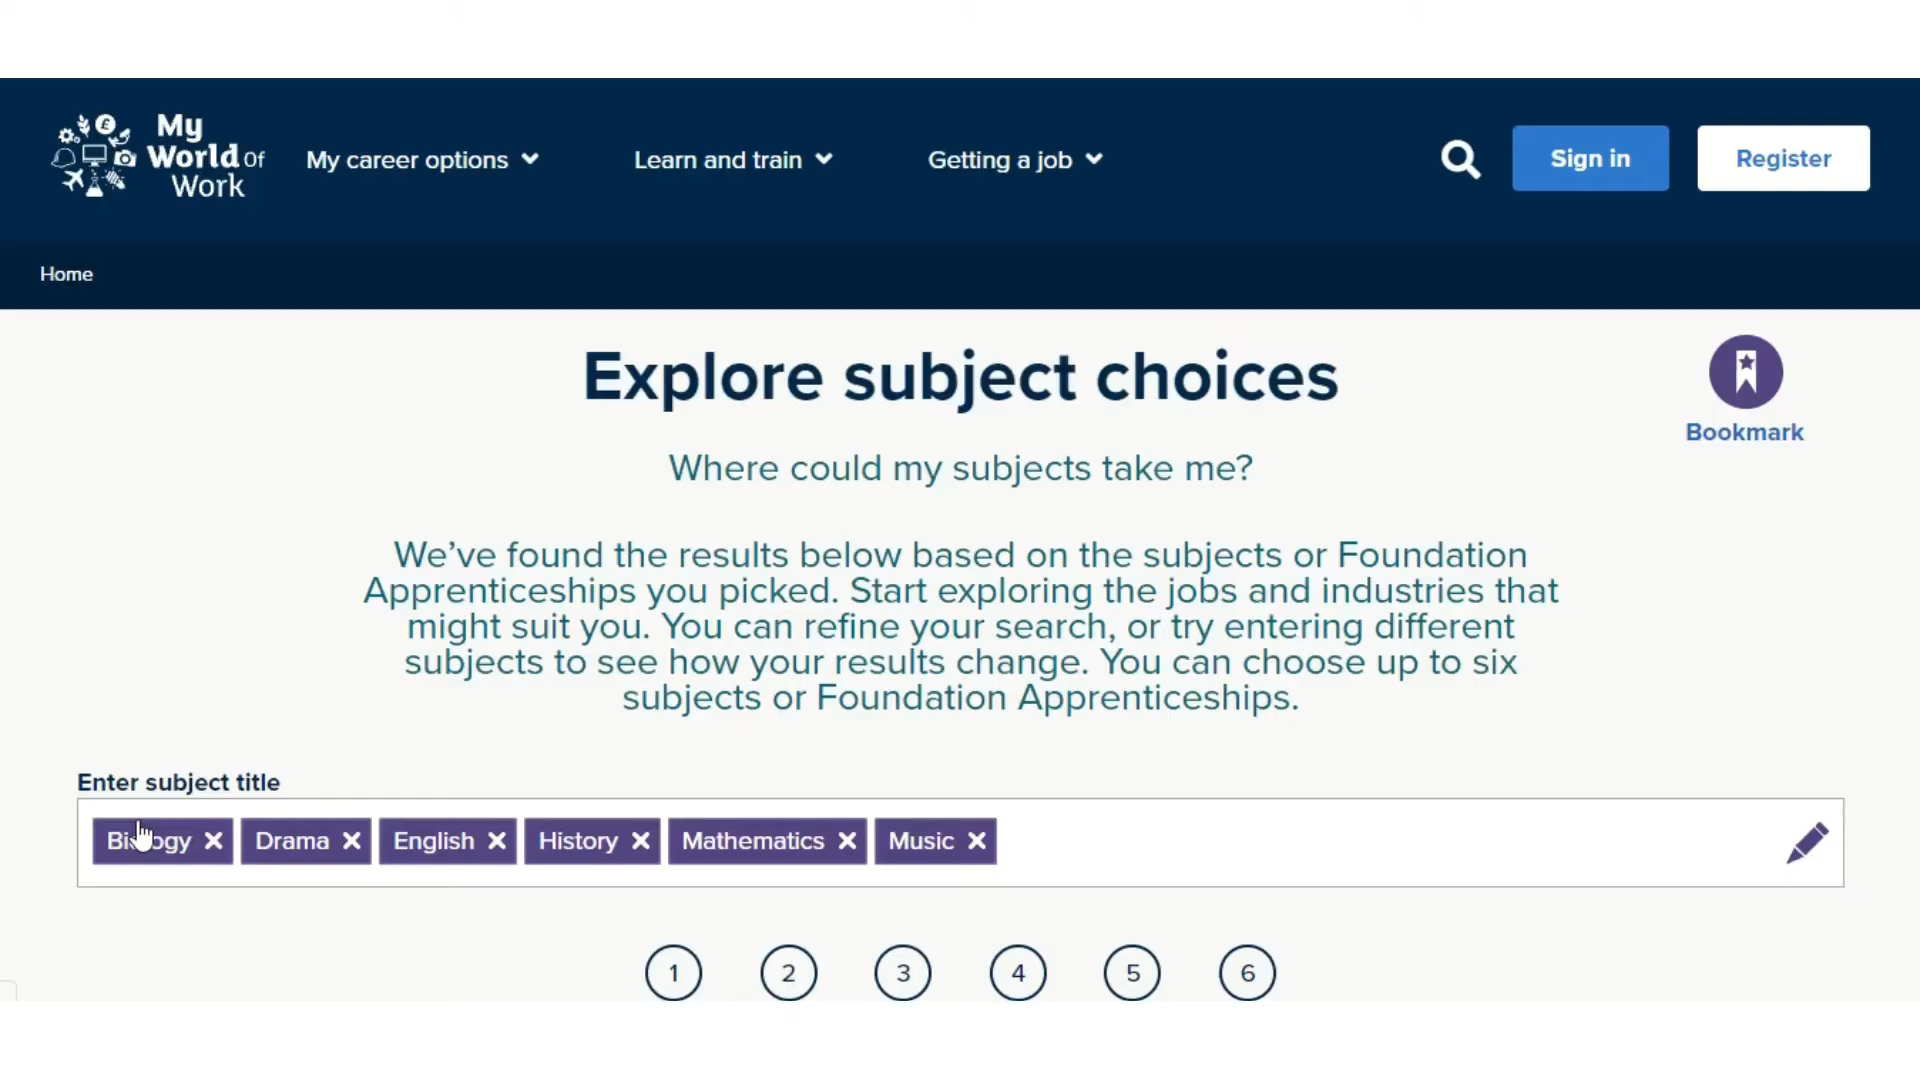 My
World OF
Work
My career options
Learn and train
Getting a job
Sign in
Register
Home
Explore subject choices
Bookmark
Where could my subjects take me?
We've found the results below based on the subjects or Foundation
Apprenticeships you picked. Start exploring the jobs and industries that
might suit you. You can refine your search, or try entering different
subjects to see how your results change. You can choose up to six
subjects or Foundation Apprenticeships.
Enter subject title
Biology Drama English History Mathematics Music
1 2 3 4 5 6